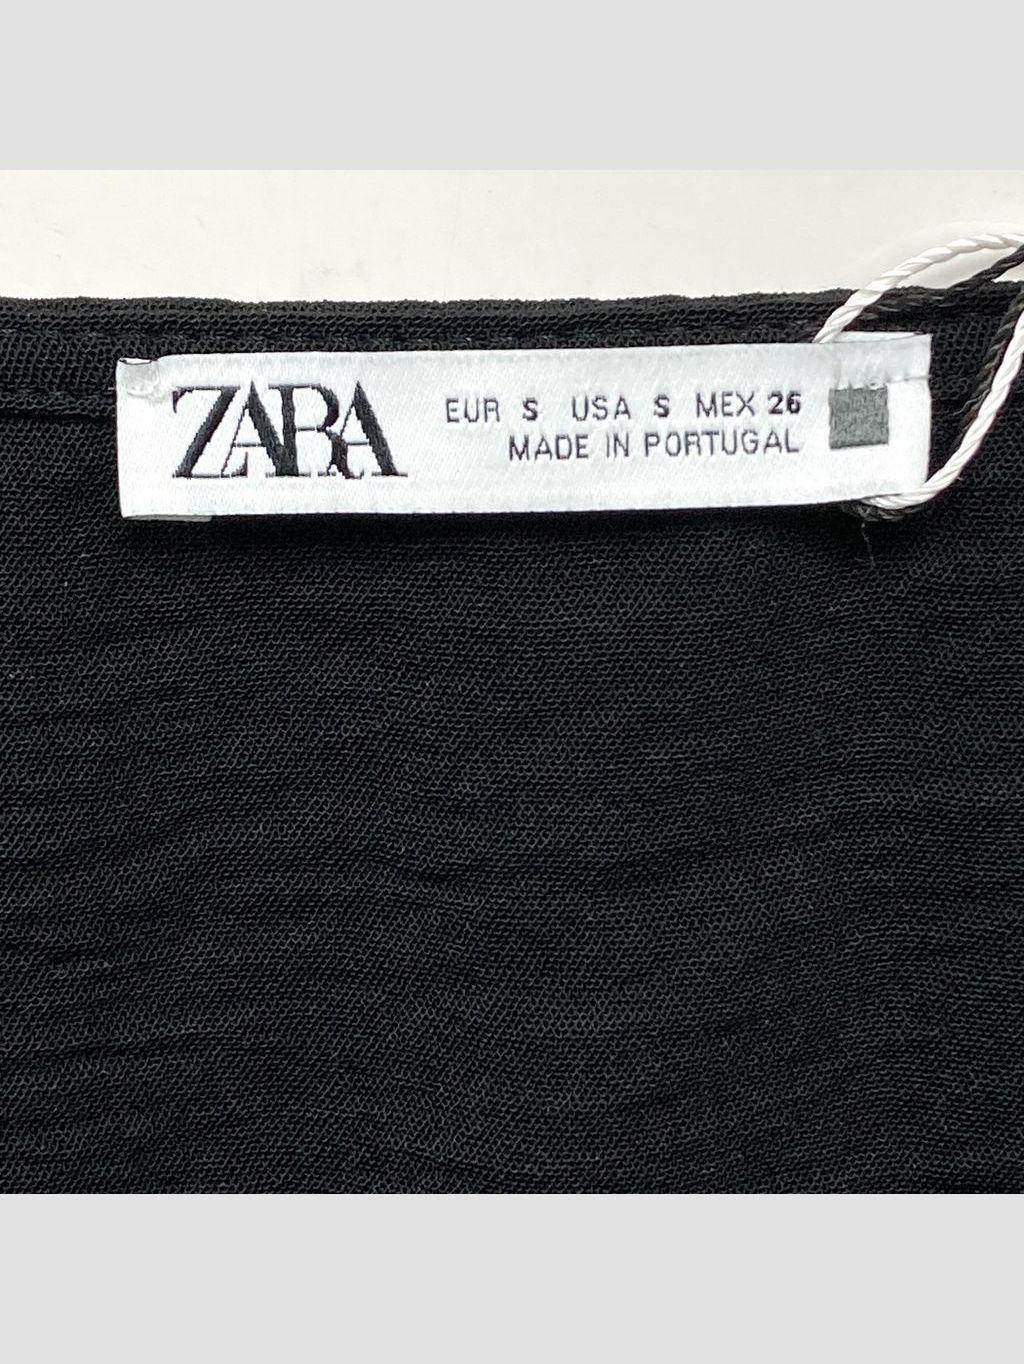 ZARA
EUR S USA S MEX 26
MADE IN PORTUGAL